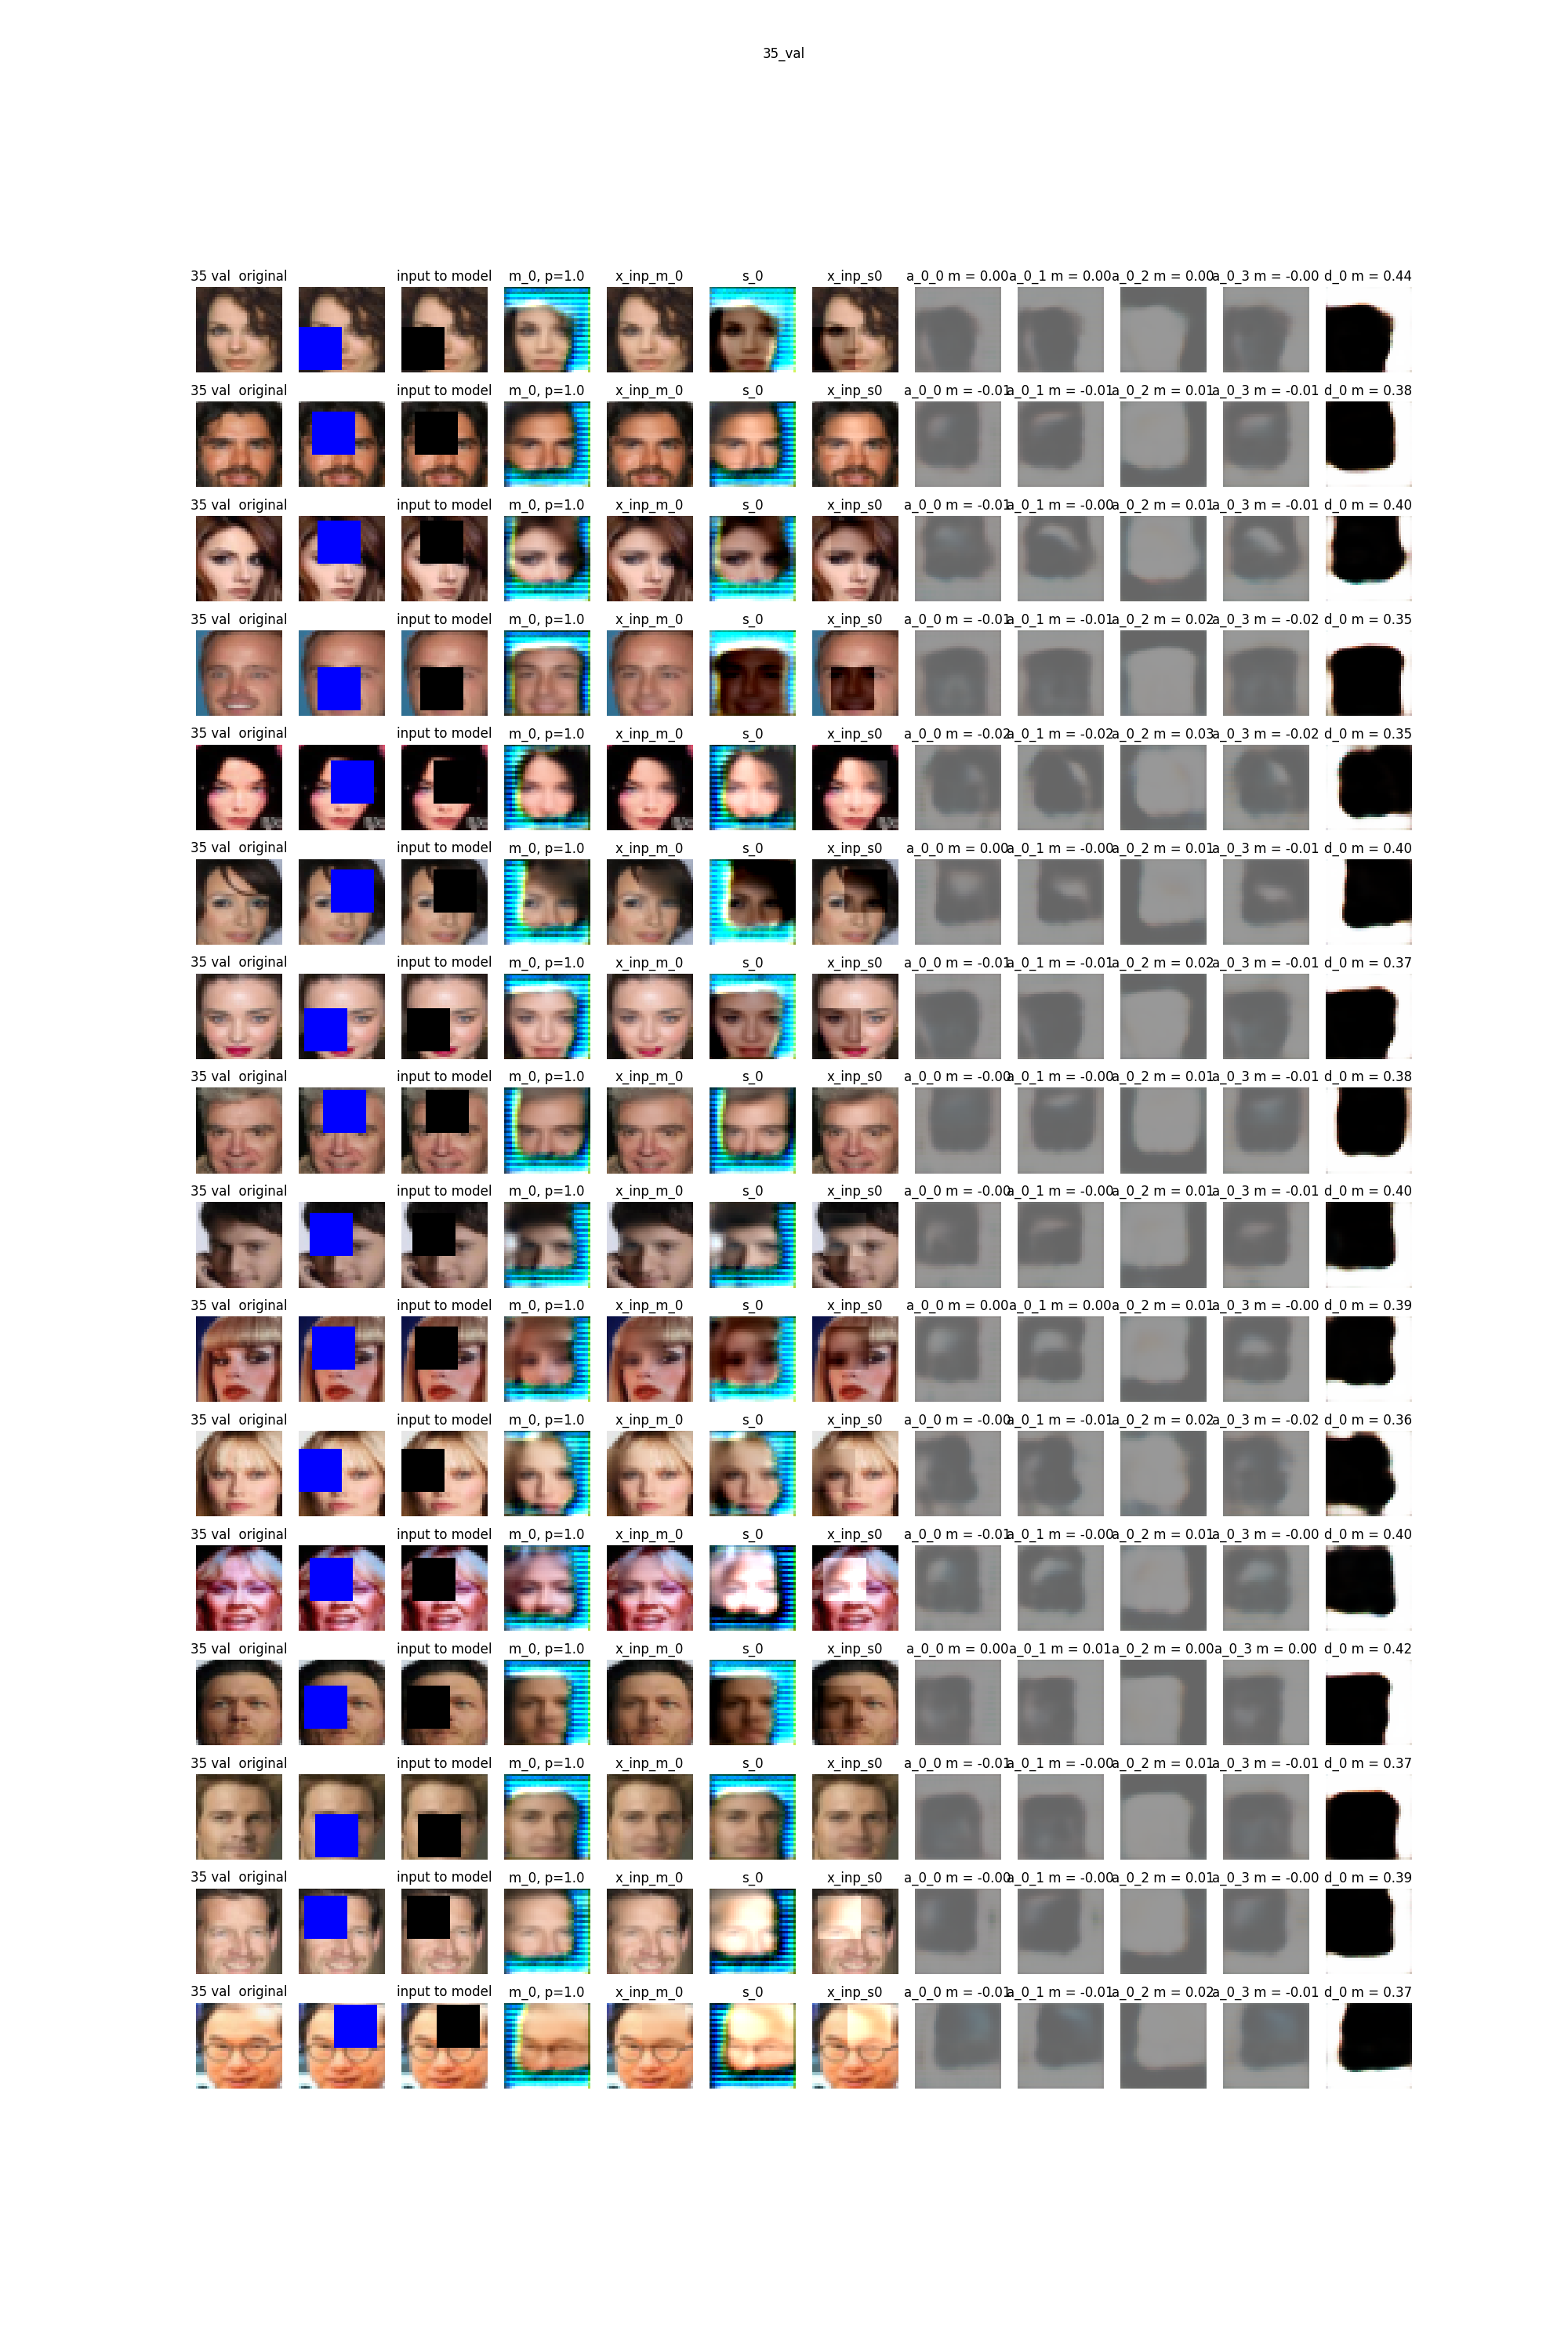 35_val
35 val  original input to model m_0, p=1.0 x_inp_m_0 s_0 x_inp_s0 a_0_0 m = 0.00 a_0_1 m = 0.00 a_0_2 m = 0.00 a_0_3 m = -0.00 d_0 m = 0.44
35 val  original input to model m_0, p=1.0 x_inp_m_0 s_0 x_inp_s0 a_0_0 m = -0.01 a_0_1 m = -0.01 a_0_2 m = 0.01 a_0_3 m = -0.01 d_0 m = 0.38
35 val  original input to model m_0, p=1.0 x_inp_m_0 s_0 x_inp_s0 a_0_0 m = -0.01 a_0_1 m = -0.00 a_0_2 m = 0.01 a_0_3 m = -0.01 d_0 m = 0.40
35 val  original input to model m_0, p=1.0 x_inp_m_0 s_0 x_inp_s0 a_0_0 m = -0.01 a_0_1 m = -0.01 a_0_2 m = 0.02 a_0_3 m = -0.02 d_0 m = 0.35
35 val  original input to model m_0, p=1.0 x_inp_m_0 s_0 x_inp_s0 a_0_0 m = -0.02 a_0_1 m = -0.02 a_0_2 m = 0.03 a_0_3 m = -0.02 d_0 m = 0.35
35 val  original input to model m_0, p=1.0 x_inp_m_0 s_0 x_inp_s0 a_0_0 m = 0.00 a_0_1 m = -0.00 a_0_2 m = 0.01 a_0_3 m = -0.01 d_0 m = 0.40
35 val  original input to model m_0, p=1.0 x_inp_m_0 s_0 x_inp_s0 a_0_0 m = -0.01 a_0_1 m = -0.01 a_0_2 m = 0.02 a_0_3 m = -0.01 d_0 m = 0.37
35 val  original input to model m_0, p=1.0 x_inp_m_0 s_0 x_inp_s0 a_0_0 m = -0.00 a_0_1 m = -0.00 a_0_2 m = 0.01 a_0_3 m = -0.01 d_0 m = 0.38
35 val  original input to model m_0, p=1.0 x_inp_m_0 s_0 x_inp_s0 a_0_0 m = -0.00 a_0_1 m = -0.00 a_0_2 m = 0.01 a_0_3 m = -0.01 d_0 m = 0.40
35 val  original input to model m_0, p=1.0 x_inp_m_0 s_0 x_inp_s0 a_0_0 m = 0.00 a_0_1 m = 0.00 a_0_2 m = 0.01 a_0_3 m = -0.00 d_0 m = 0.39
35 val  original input to model m_0, p=1.0 x_inp_m_0 s_0 x_inp_s0 a_0_0 m = -0.00 a_0_1 m = -0.01 a_0_2 m = 0.02 a_0_3 m = -0.02 d_0 m = 0.36
35 val  original input to model m_0, p=1.0 x_inp_m_0 s_0 x_inp_s0 a_0_0 m = -0.01 a_0_1 m = -0.00 a_0_2 m = 0.01 a_0_3 m = -0.00 d_0 m = 0.40
35 val  original input to model m_0, p=1.0 x_inp_m_0 s_0 x_inp_s0 a_0_0 m = 0.00 a_0_1 m = 0.01 a_0_2 m = 0.00 a_0_3 m = 0.00 d_0 m = 0.42
35 val  original input to model m_0, p=1.0 x_inp_m_0 s_0 x_inp_s0 a_0_0 m = -0.01 a_0_1 m = -0.00 a_0_2 m = 0.01 a_0_3 m = -0.01 d_0 m = 0.37
35 val  original input to model m_0, p=1.0 x_inp_m_0 s_0 x_inp_s0 a_0_0 m = -0.00 a_0_1 m = -0.00 a_0_2 m = 0.01 a_0_3 m = -0.00 d_0 m = 0.39
35 val  original input to model m_0, p=1.0 x_inp_m_0 s_0 x_inp_s0 a_0_0 m = -0.01 a_0_1 m = -0.01 a_0_2 m = 0.02 a_0_3 m = -0.01 d_0 m = 0.37